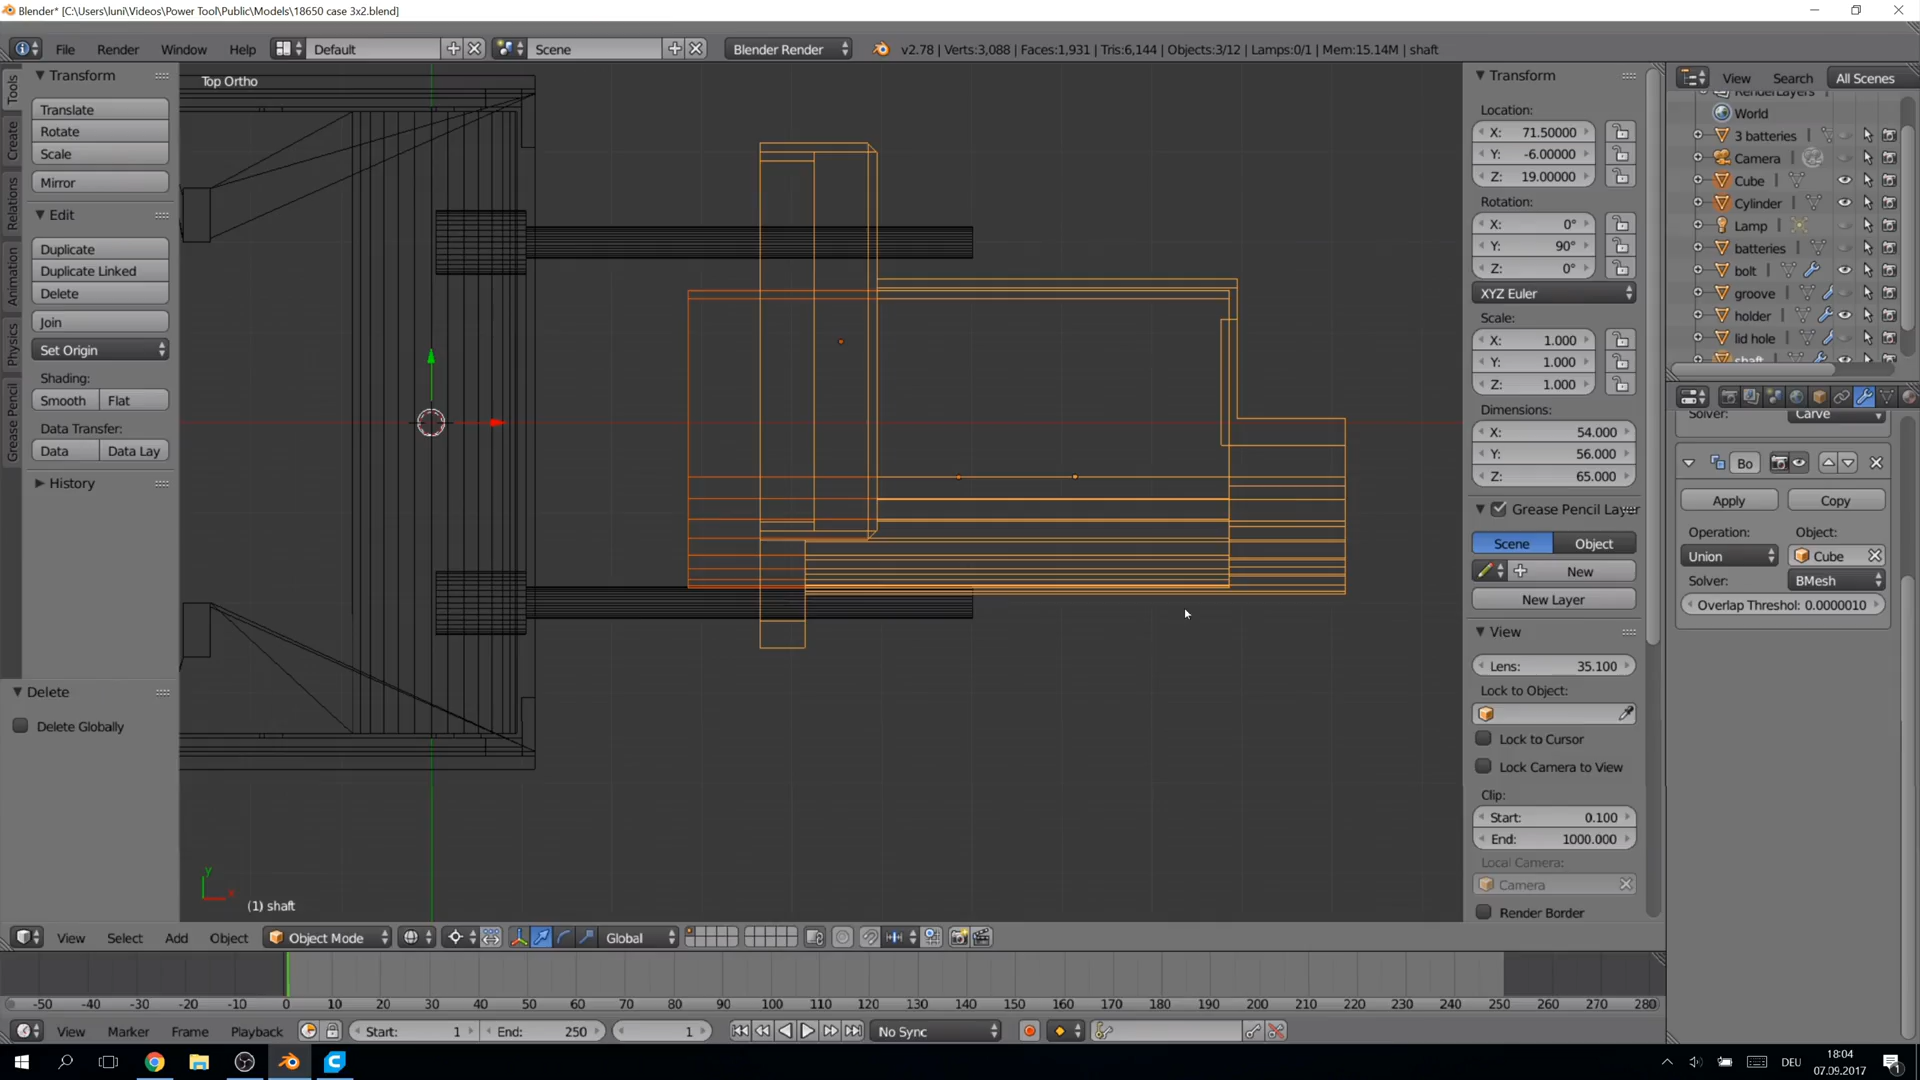 Blender* [C:\Users\luni\Videos\Power Tool\Public\Models\18650 case 3x2.blend]
File Render Window Help Default Scene Blender Render v2.78 | Verts:3,088 | Faces:1,931 | Tris:6,144 | Objects:3/12 | Lamps:0/1 | Mem:15.14M | shaft
Tools
Create
Relations
Animation
Physics
Grease Pencil
Transform
Translate
Rotate
Scale
Mirror
Edit
Duplicate
Duplicate Linked
Delete
Join
Set Origin
Shading:
Smooth Flat
Data Transfer:
Data Data Lay
History
Delete
Delete Globally
Top Ortho
y
(1) shaft
Transform
Location:
X: 71.50000
Y: -6.00000
Z: 19.00000
Rotation:
X: 0°
Y: 90°
Z: 0°
XYZ Euler
Scale:
X: 1.000
Y: 1.000
Z: 1.000
Dimensions:
X: 54.000
Y: 56.000
Z: 65.000
Grease Pencil Layer
Scene Object
New
New Layer
View
Lens: 35.100
Lock to Object:
Lock to Cursor
Lock Camera to View
Clip:
Start: 0.100
End: 1000.000
Local Camera:
Camera
Render Border
View Search All Scenes
RenderLayers
World
3 batteries
Camera
Cube
Cylinder
Lamp
batteries
bolt
groove
holder
lid hole
shaft
Solver: Carve
Bo
Apply Copy
Operation: Object:
Union Cube
Solver:
BMesh
Overlap Threshol: 0.0000010
View Select Add Object Object Mode Global
-50 -40 -30 -20 -10 0 10 20 30 40 50 60 70 80 90 100 110 120 130 140 150 160 170 180 190 200 210 220 230 240 250 260 270 280
View Marker Frame Playback Start: 1 End: 250 1 No Sync
DEU
18:04
07.09.2017
1